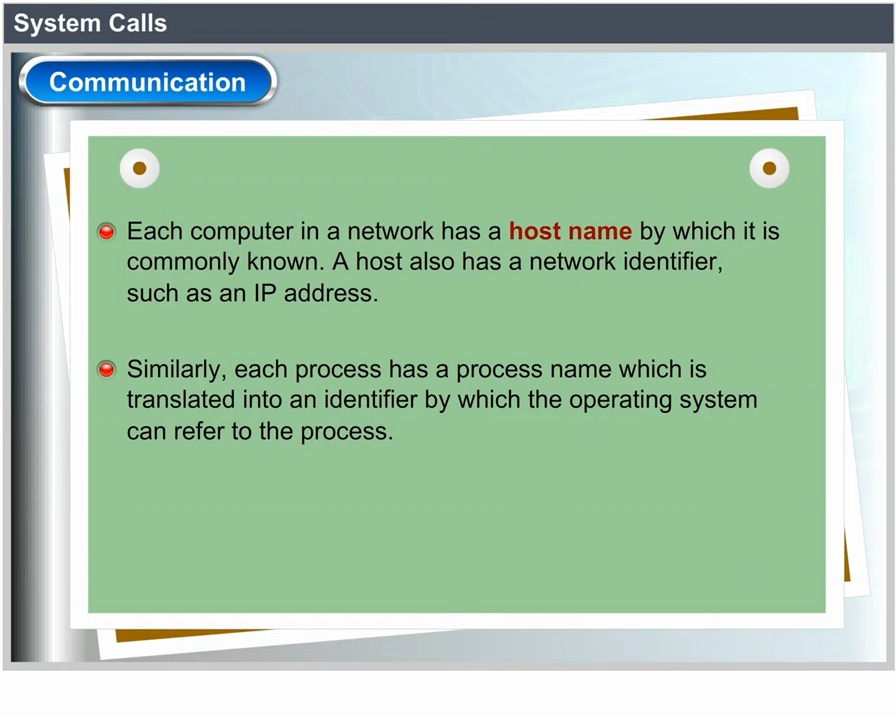 System Calls
Communication
Each computer in a network has a host name by which it is
commonly known. A host also has a network identifier,
such as an IP address.
Similarly, each process has a process name which is
translated into an identifier by which the operating system
can refer to the process.